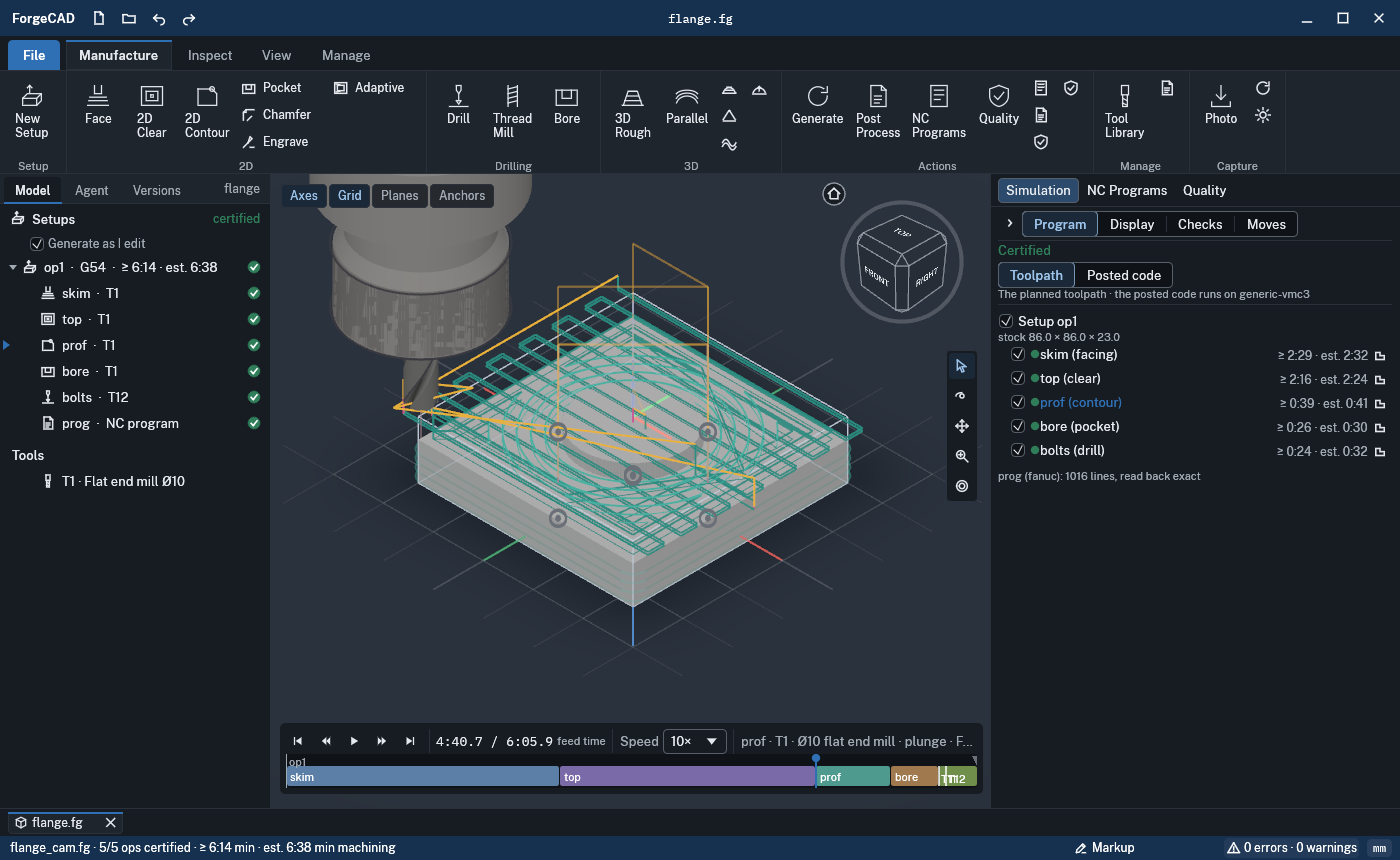 ForgeCAD
flange.fg
File
Manufacture
Inspect
View
Manage
New Setup
Face
2D Clear
2D Contour
Pocket
Chamfer
Engrave
Adaptive
Drill
Thread Mill
Bore
3D Rough
Parallel
Generate
Post Process
NC Programs
Quality
Tool Library
Photo
Setup
2D
Drilling
3D
Actions
Manage
Capture
Model
Agent
Versions
flange
Setups
certified
Generate as I edit
op1 · G54 · ≥ 6:14 · est. 6:38
skim · T1
top · T1
prof · T1
bore · T1
bolts · T12
prog · NC program
Tools
T1 · Flat end mill Ø10
Axes
Grid
Planes
Anchors
TOP
FRONT
RIGHT
4:40.7 / 6:05.9 feed time
Speed
10×
prof · T1 · Ø10 flat end mill · plunge · F...
op1
skim
top
prof
bore
T12
Simulation
NC Programs
Quality
Program
Display
Checks
Moves
Certified
Toolpath
Posted code
The planned toolpath · the posted code runs on generic-vmc3
Setup op1
stock 86.0 × 86.0 × 23.0
skim (facing) ≥ 2:29 · est. 2:32
top (clear) ≥ 2:16 · est. 2:24
prof (contour) ≥ 0:39 · est. 0:41
bore (pocket) ≥ 0:26 · est. 0:30
bolts (drill) ≥ 0:24 · est. 0:32
prog (fanuc): 1016 lines, read back exact
flange.fg
flange_cam.fg · 5/5 ops certified · ≥ 6:14 min · est. 6:38 min machining
Markup
0 errors · 0 warnings
mm